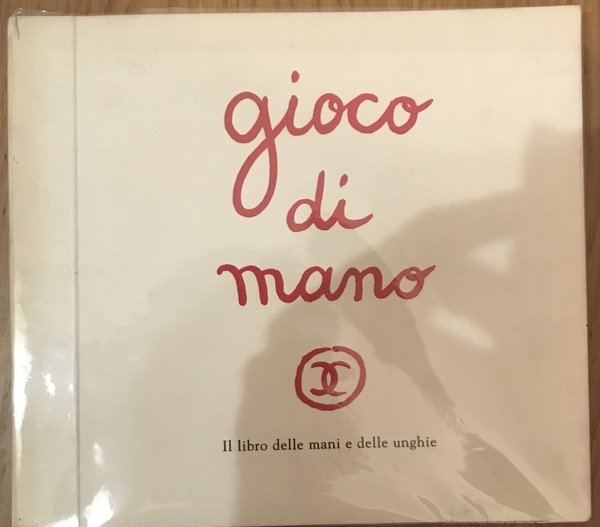 gioco
di
mano
Il libro delle mani e delle unghie